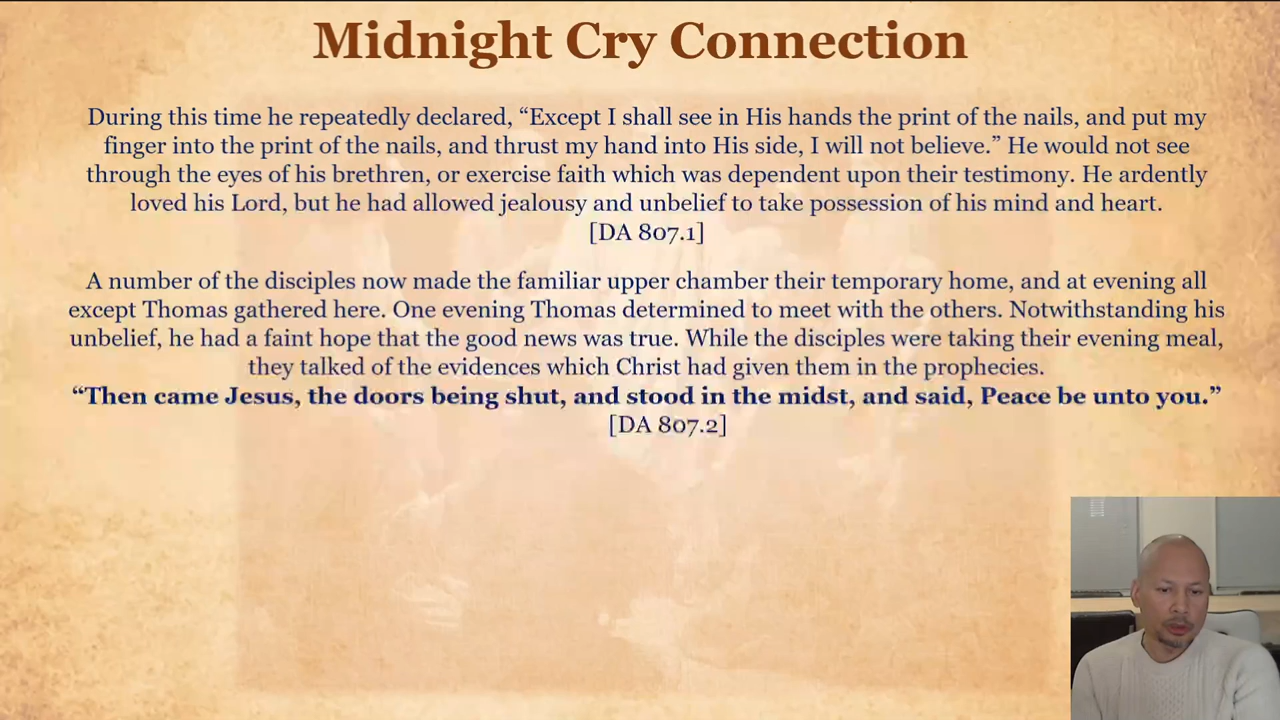 Midnight Cry Connection
During this time he repeatedly declared, “Except I shall see in His hands the print of the nails, and put my
finger into the print of the nails, and thrust my hand into His side, I will not believe.” He would not see
through the eyes of his brethren, or exercise faith which was dependent upon their testimony. He ardently
loved his Lord, but he had allowed jealousy and unbelief to take possession of his mind and heart.
[DA 807.1]
A number of the disciples now made the familiar upper chamber their temporary home, and at evening all
except Thomas gathered here. One evening Thomas determined to meet with the others. Notwithstanding his
unbelief, he had a faint hope that the good news was true. While the disciples were taking their evening meal,
they talked of the evidences which Christ had given them in the prophecies.
“Then came Jesus, the doors being shut, and stood in the midst, and said, Peace be unto you.”
[DA 807.2]